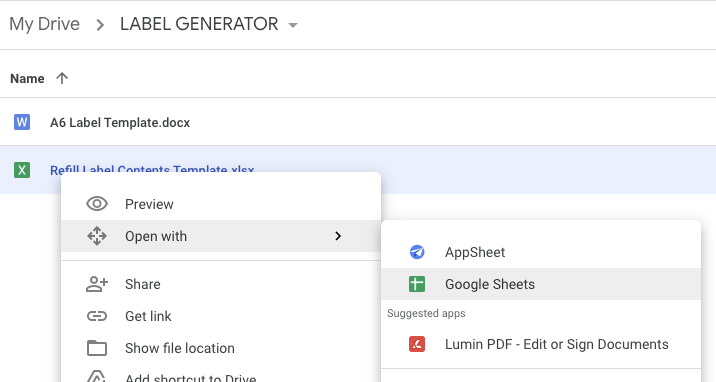 My Drive > LABEL GENERATOR
Name
W A6 Label Template.docx
X Refill Label Contents Template.xlsx
Preview
Open with
AppSheet
Share
Google Sheets
Get link
Suggested apps
Show file location
Lumin PDF - Edit or Sign Documents
Add shortcut to Drive